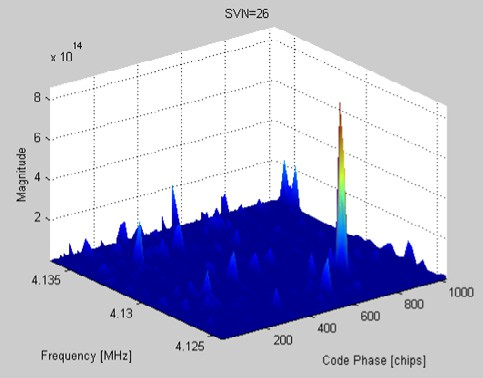 SVN=26
x 10^14
8
6
4
2
Magnitude
4.135
4.13
4.125
Frequency [MHz]
200
400
600
800
1000
Code Phase [chips]